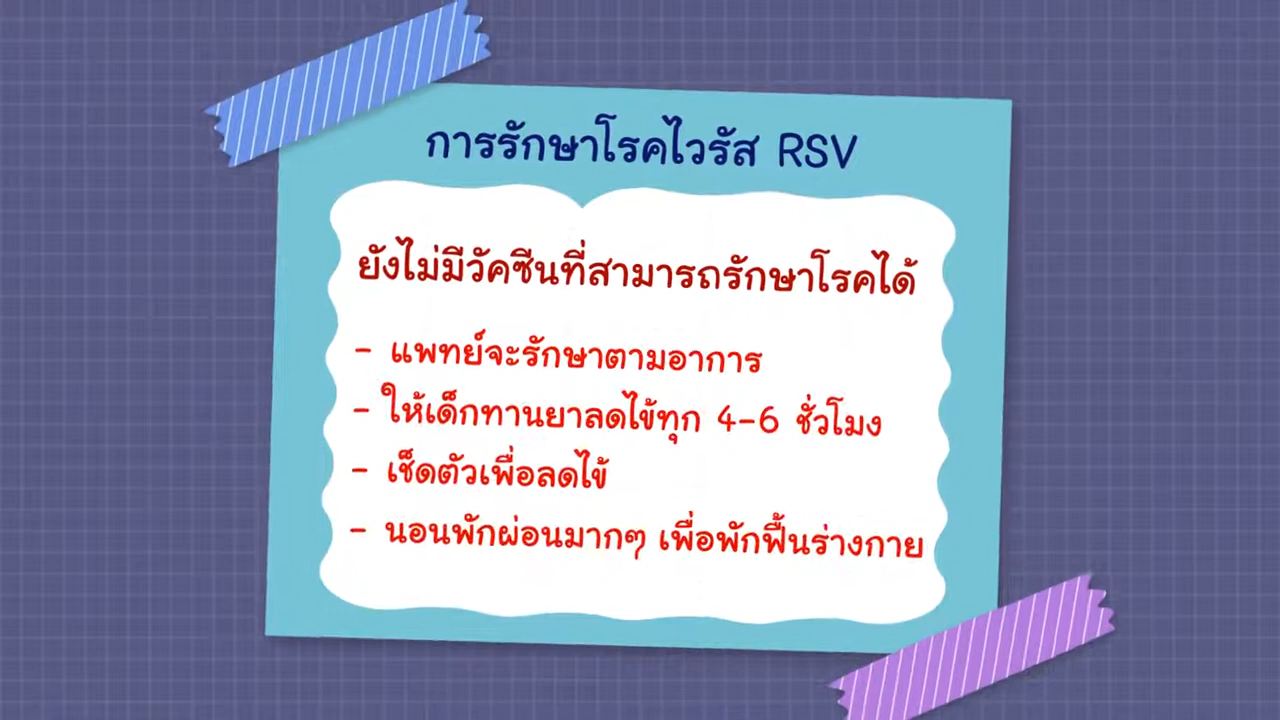 การรักษาโรคไวรัส RSV
ยังไม่มีวัคซีนที่สามารถรักษาโรคได้
- แพทย์จะรักษาตามอาการ
- ให้เด็กทานยาลดไข้ทุก 4-6 ชั่วโมง
- เช็ดตัวเพื่อลดไข้
- นอนพักผ่อนมากๆ เพื่อพักฟื้นร่างกาย